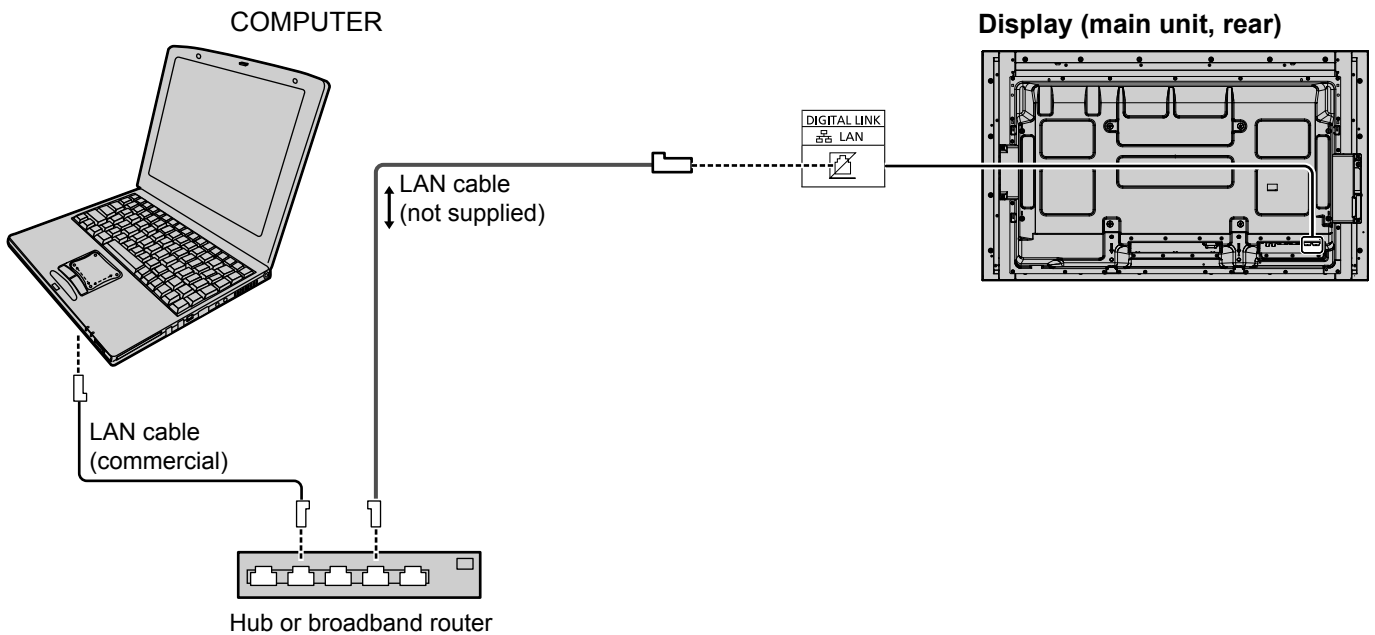 COMPUTER
Display (main unit, rear)
DIGITAL LINK
LAN
LAN cable
(not supplied)
LAN cable
(commercial)
Hub or broadband router